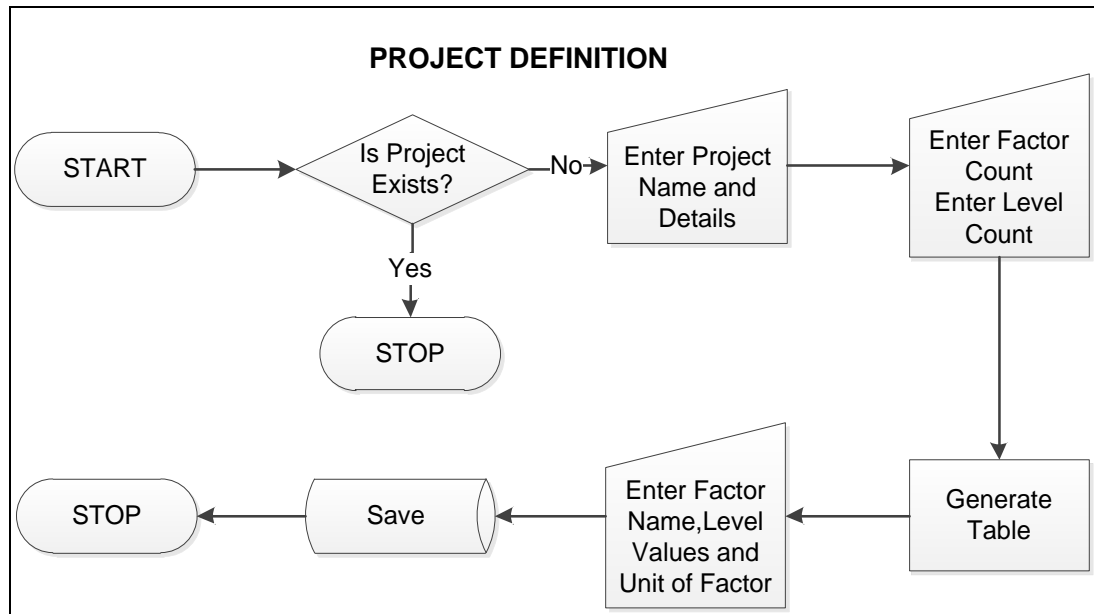 PROJECT DEFINITION
START
Is Project
Exists?
No
Enter Project
Name and
Details
Enter Factor
Count
Enter Level
Count
Yes
STOP
Generate
Table
Enter Factor
Name,Level
Values and
Unit of Factor
Save
STOP